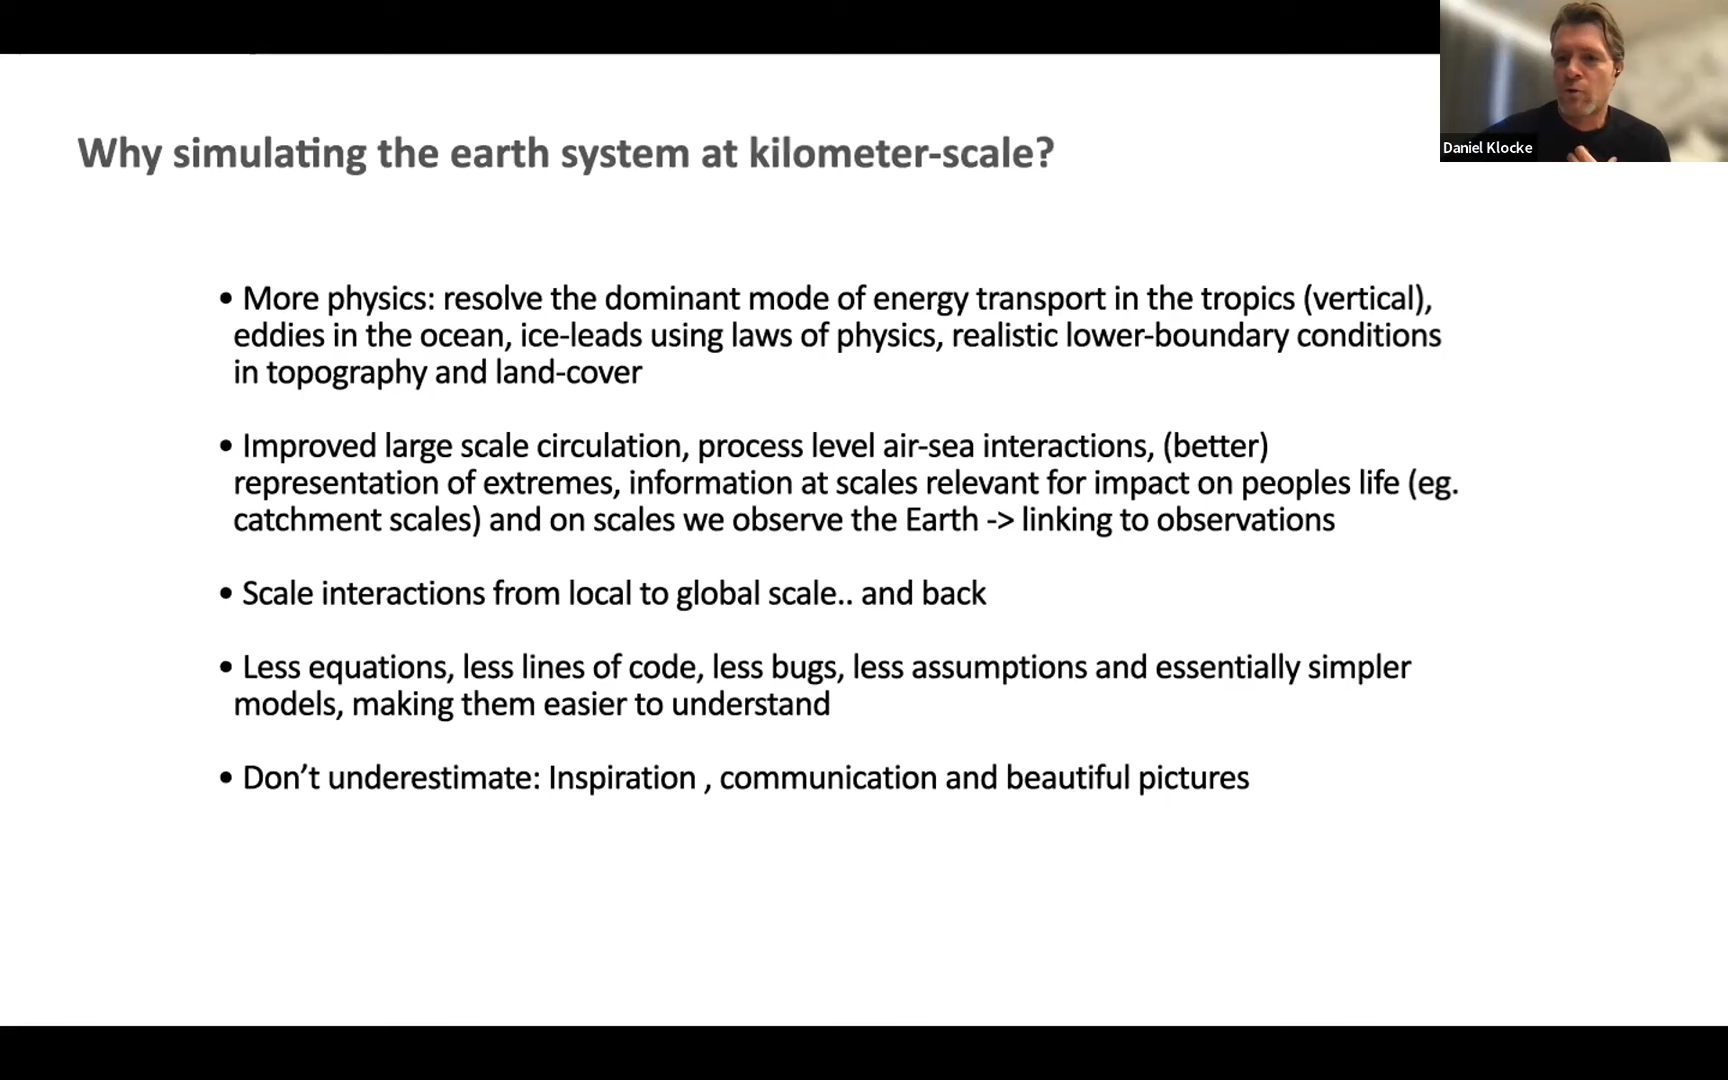 Why simulating the earth system at kilometer-scale?
• More physics: resolve the dominant mode of energy transport in the tropics (vertical),
eddies in the ocean, ice-leads using laws of physics, realistic lower-boundary conditions
in topography and land-cover
• Improved large scale circulation, process level air-sea interactions, (better)
representation of extremes, information at scales relevant for impact on peoples life (eg.
catchment scales) and on scales we observe the Earth -> linking to observations
• Scale interactions from local to global scale.. and back
• Less equations, less lines of code, less bugs, less assumptions and essentially simpler
models, making them easier to understand
• Don’t underestimate: Inspiration , communication and beautiful pictures
Daniel Klocke